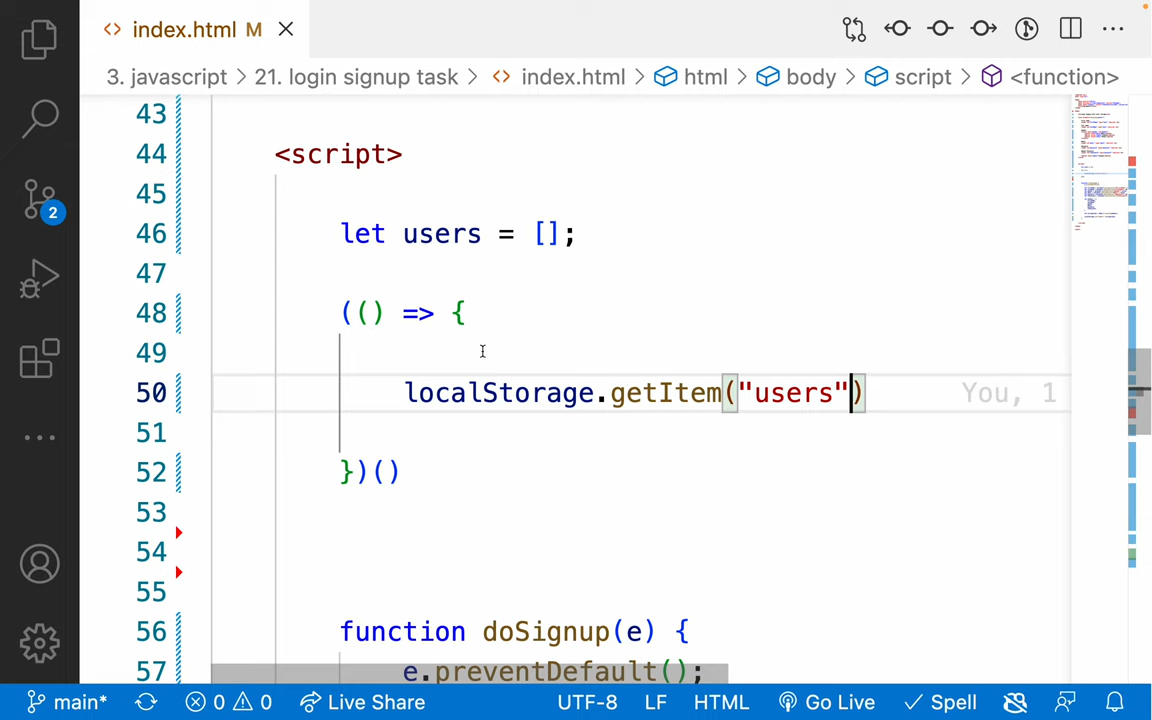 index.html M
3. javascript > 21. login signup task > index.html > html > body > script > <function>
43
44 <script>
45
46 let users = [];
47
48 (() => {
49
50 localStorage.getItem("users") You, 1
51
52 })()
53
54
55
56 function doSignup(e) {
57 e.preventDefault();
2
main* 0 0 Live Share UTF-8 LF HTML Go Live Spell